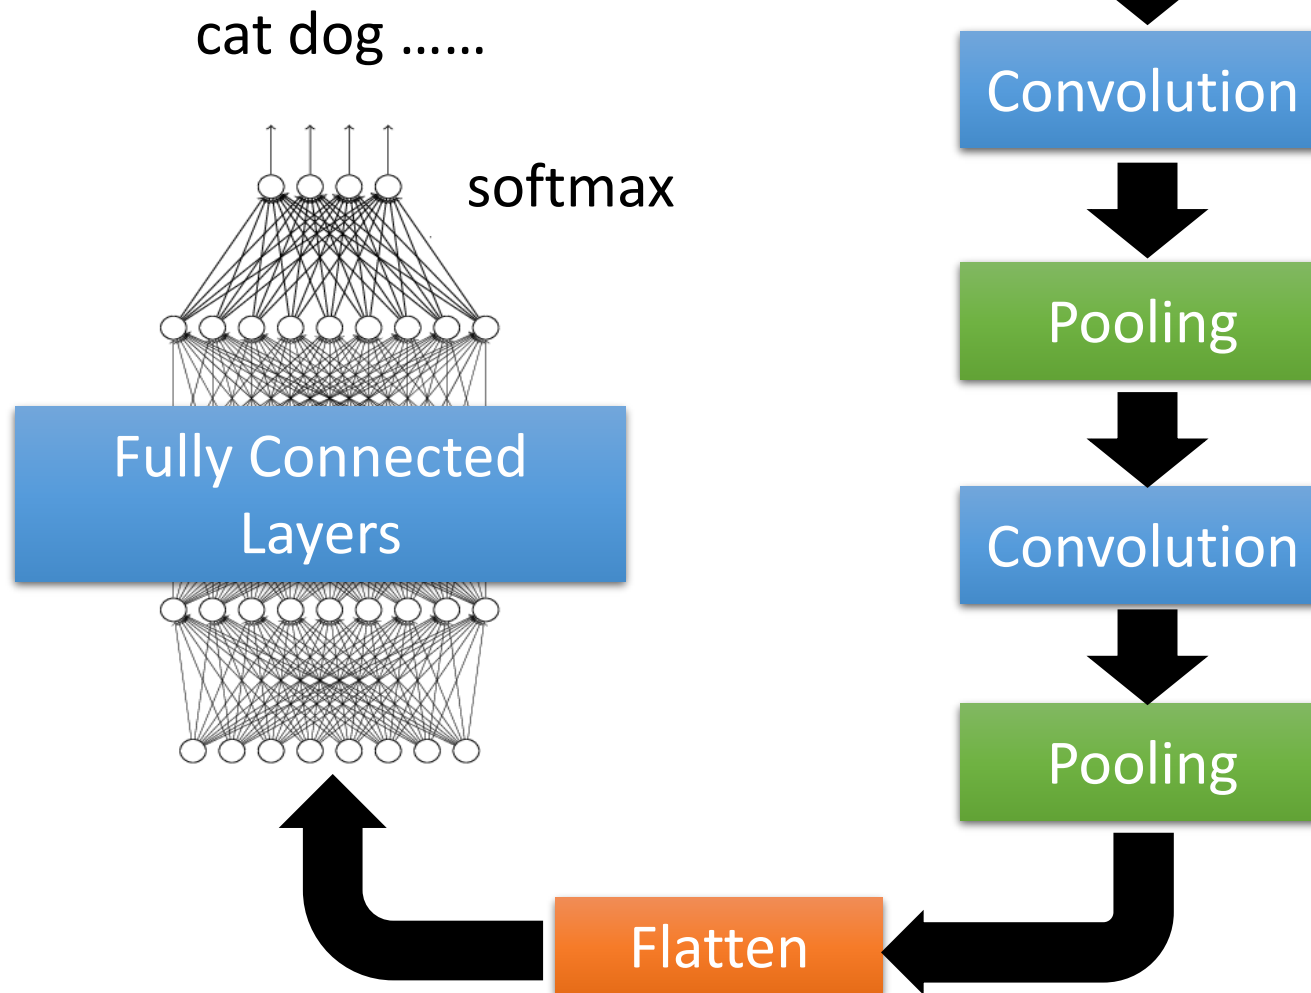 cat dog ......
softmax
Fully Connected
Layers
Convolution
Pooling
Convolution
Pooling
Flatten